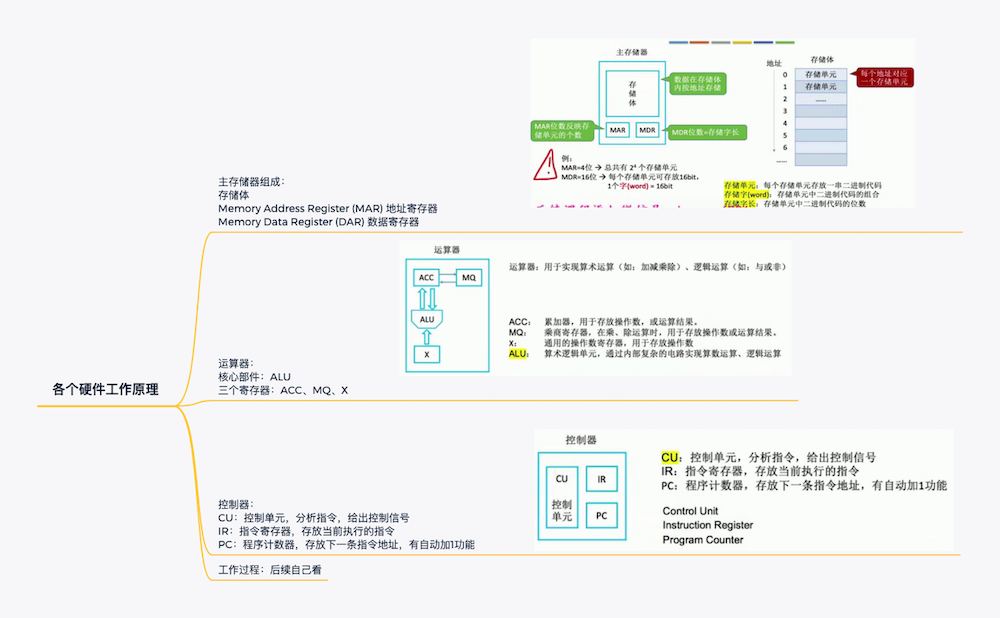 各个硬件工作原理
主存储器组成：
存储体
Memory Address Register (MAR) 地址寄存器
Memory Data Register (DAR) 数据寄存器
主存储器
存储体
MAR
MDR
数据在存储体
内按地址存储
MAR位数反映存
储单元的个数
MDR位数=存储字长
例：
MAR=4位 → 总共有 2⁴ 个存储单元
MDR=16位 → 每个存储单元可存放16bit，
1个字(word) = 16bit
地址
存储体
0
存储单元
1
存储单元
2
......
3
4
5
6
......
每个地址对应
一个存储单元
存储单元：每个存储单元存放一串二进制代码
存储字(word)：存储单元中二进制代码的组合
存储字长：存储单元中二进制代码的位数
运算器：
核心部件：ALU
三个寄存器：ACC、MQ、X
运算器
ACC
MQ
ALU
X
运算器：用于实现算术运算（如：加减乘除）、逻辑运算（如：与或非）
ACC： 累加器，用于存放操作数，或运算结果。
MQ： 乘商寄存器，在乘、除运算时，用于存放操作数或运算结果。
X： 通用的操作数寄存器，用于存放操作数
ALU： 算术逻辑单元，通过内部复杂的电路实现算数运算、逻辑运算
控制器：
CU：控制单元，分析指令，给出控制信号
IR：指令寄存器，存放当前执行的指令
PC：程序计数器，存放下一条指令地址，有自动加1功能
控制器
CU
控制
单元
IR
PC
CU：控制单元，分析指令，给出控制信号
IR：指令寄存器，存放当前执行的指令
PC：程序计数器，存放下一条指令地址，有自动加1功能
Control Unit
Instruction Register
Program Counter
工作过程：后续自己看